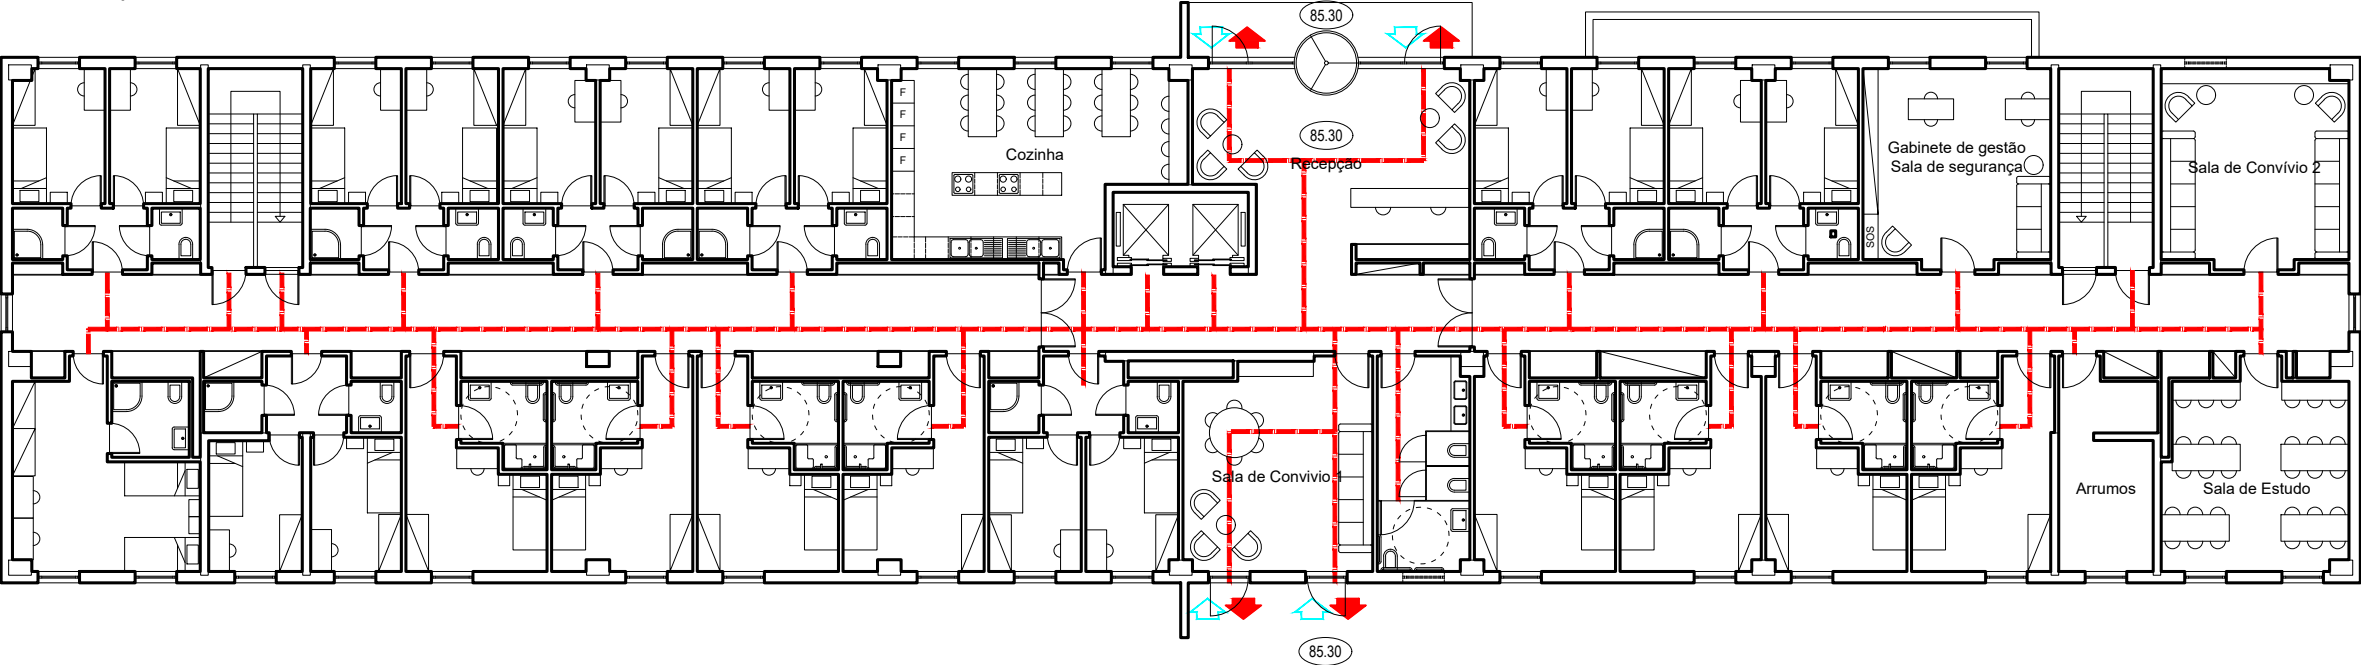 85.30
F
F
F
F
Cozinha
85.30
Recepção
Gabinete de gestão
Sala de segurança
Sala de Convívio 2
SOS
Sala de Convivio 1
Arrumos
Sala de Estudo
85.30